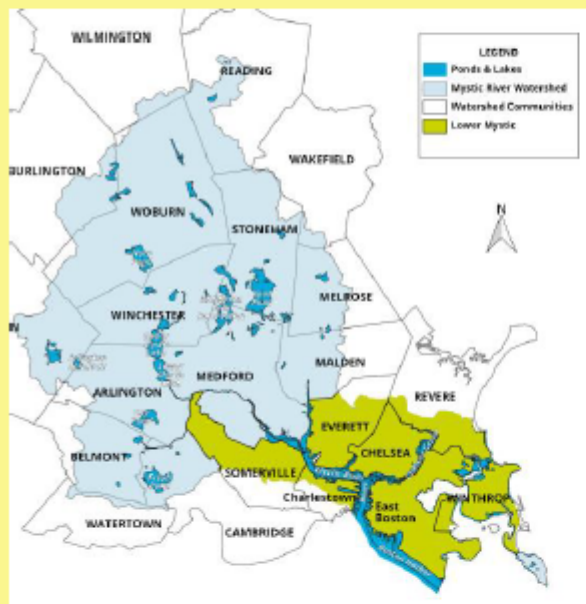 WILMINGTON
READING
LEGEND
Ponds & Lakes
Mystic River Watershed
Watershed Communities
Lower Mystic
BURLINGTON
WAKEFIELD
WOBURN
STONEHAM
N
WINCHESTER
MELROSE
MALDEN
MEDFORD
ARLINGTON
REVERE
EVERETT
CHELSEA
BELMONT
SOMERVILLE
Charlestown
WINTHROP
East
Boston
WATERTOWN
CAMBRIDGE